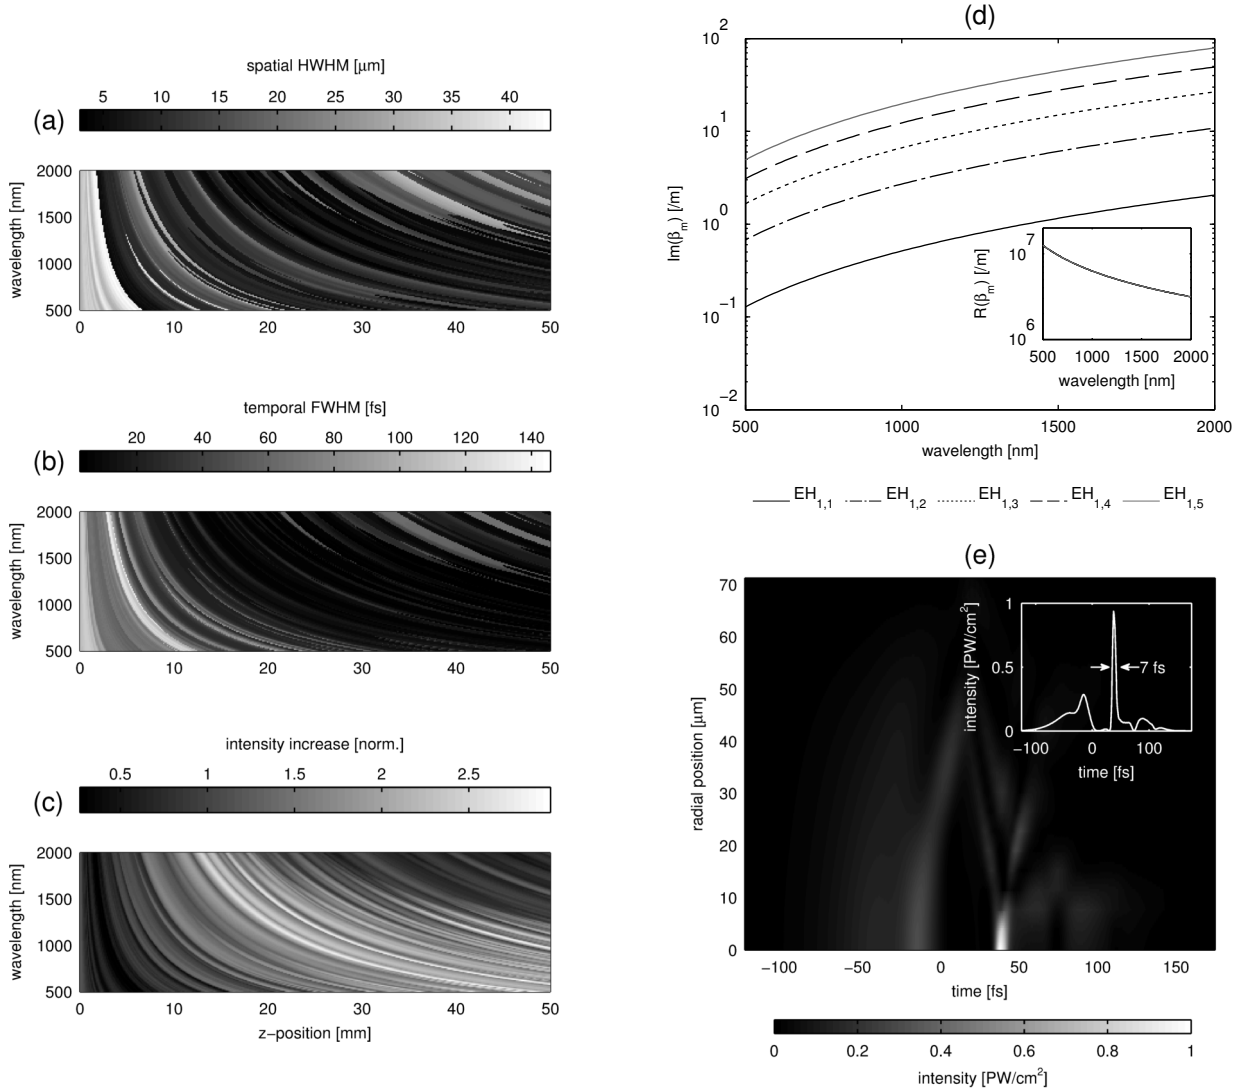 spatial HWHM [μm]
5 10 15 20 25 30 35 40
(a)
2000
1500
1000
500
wavelength [nm]
0 10 20 30 40 50
temporal FWHM [fs]
20 40 60 80 100 120 140
(b)
2000
1500
1000
500
wavelength [nm]
0 10 20 30 40 50
intensity increase [norm.]
0.5 1 1.5 2 2.5
(c)
2000
1500
1000
500
wavelength [nm]
0 10 20 30 40 50
z−position [mm]
(d)
10^2
10^1
10^0
10^−1
10^−2
Im(β_m) [/m]
500 1000 1500 2000
wavelength [nm]
10^7
10^6
R(β_m) [/m]
500 1000 1500 2000
wavelength [nm]
EH_1,1 EH_1,2 EH_1,3 EH_1,4 EH_1,5
(e)
70
60
50
40
30
20
10
0
radial position [μm]
−100 −50 0 50 100 150
time [fs]
1
0.5
0
intensity [PW/cm^2]
7 fs
−100 0 100
time [fs]
0 0.2 0.4 0.6 0.8 1
intensity [PW/cm^2]